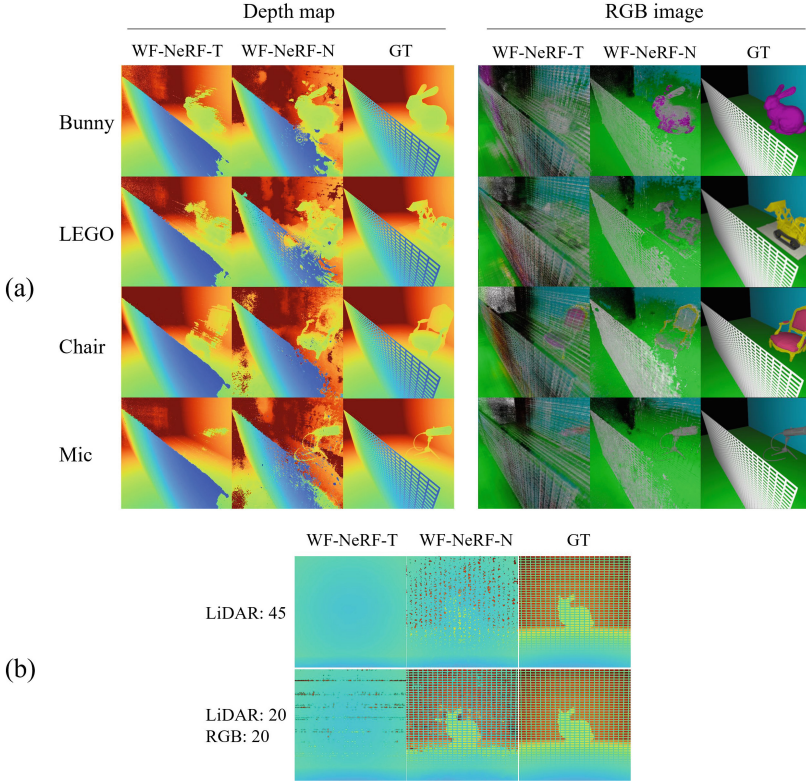 Depth map RGB image
WF-NeRF-T WF-NeRF-N GT WF-NeRF-T WF-NeRF-N GT
Bunny
LEGO
(a)
Chair
Mic
WF-NeRF-T WF-NeRF-N GT
LiDAR: 45
(b)
LiDAR: 20
RGB: 20